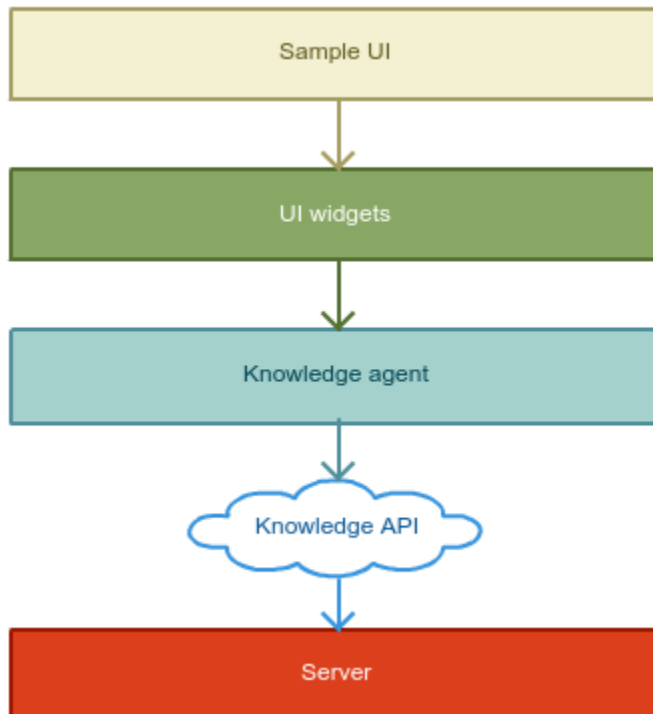 Sample UI
UI widgets
Knowledge agent
Knowledge API
Server